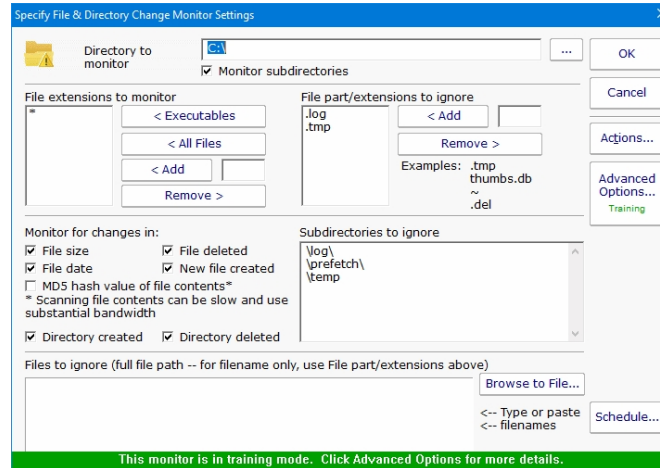 Specify File & Directory Change Monitor Settings
Directory to monitor
C:\
...
OK
Monitor subdirectories
Cancel
File extensions to monitor
*
< Executables
< All Files
< Add
Remove >
File part/extensions to ignore
.log
.tmp
< Add
Remove >
Examples: .tmp
thumbs.db
~
.del
Actions...
Advanced Options...
Training
Monitor for changes in:
File size
File deleted
File date
New file created
MD5 hash value of file contents*
* Scanning file contents can be slow and use
substantial bandwidth
Directory created
Directory deleted
Subdirectories to ignore
\log\
\prefetch\
\temp
Files to ignore (full file path -- for filename only, use File part/extensions above)
Browse to File...
<-- Type or paste
<-- filenames
Schedule...
This monitor is in training mode. Click Advanced Options for more details.